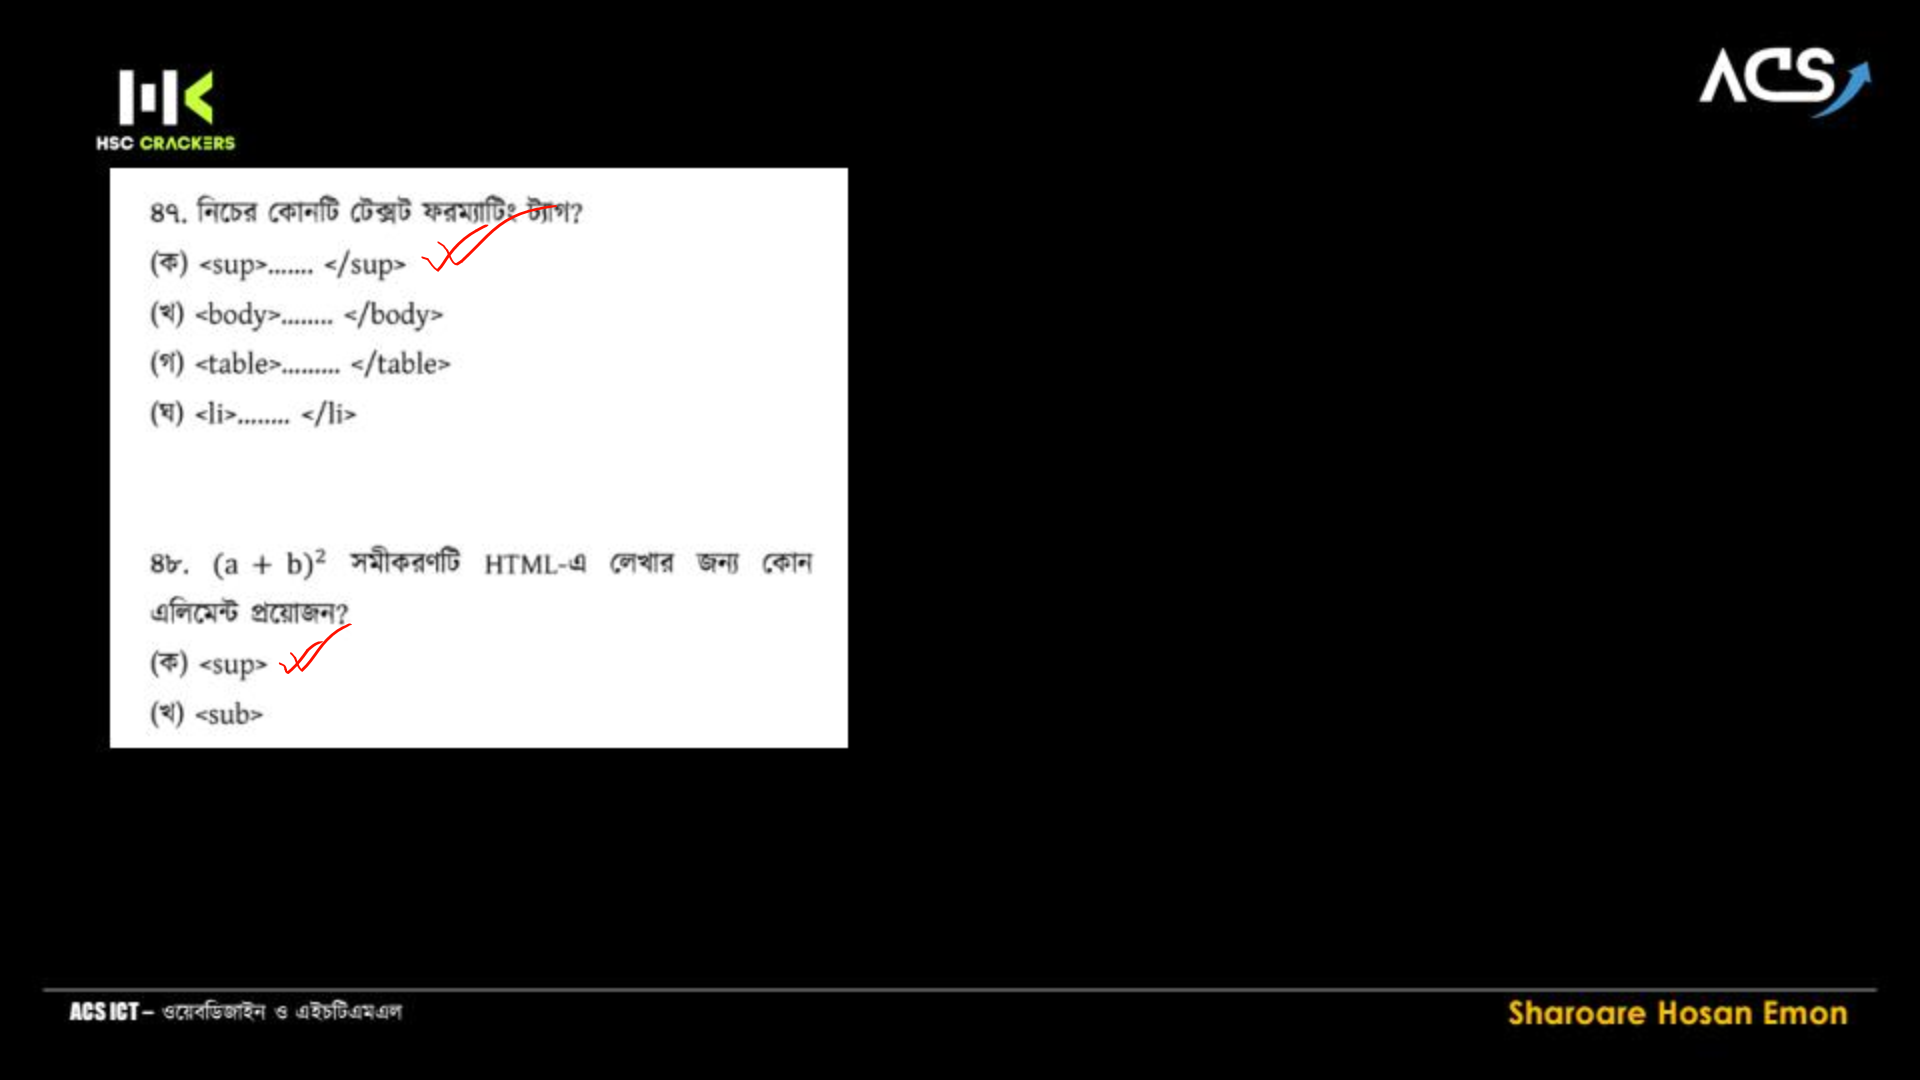 HSC CRACKERS
ACS
৪৭. নিচের কোনটি টেক্সট ফরম্যাটিং ট্যাগ?
(ক) <sup>....... </sup>
(খ) <body>........ </body>
(গ) <table>......... </table>
(ঘ) <li>........ </li>
৪৮. (a + b)² সমীকরণটি HTML-এ লেখার জন্য কোন
এলিমেন্ট প্রয়োজন?
(ক) <sup>
(খ) <sub>
ACS ICT – ওয়েবডিজাইন ও এইচটিএমএল
Sharoare Hosan Emon